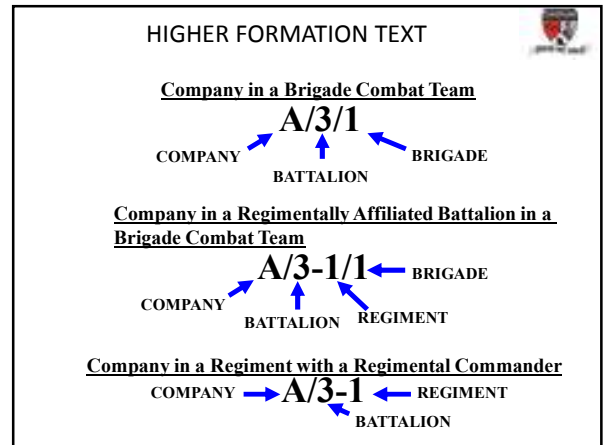 HIGHER FORMATION TEXT
Company in a Brigade Combat Team
A/3/1
COMPANY
BRIGADE
BATTALION
Company in a Regimentally Affiliated Battalion in a
Brigade Combat Team
A/3-1/1
BRIGADE
COMPANY
BATTALION
REGIMENT
Company in a Regiment with a Regimental Commander
COMPANY
A/3-1
REGIMENT
BATTALION